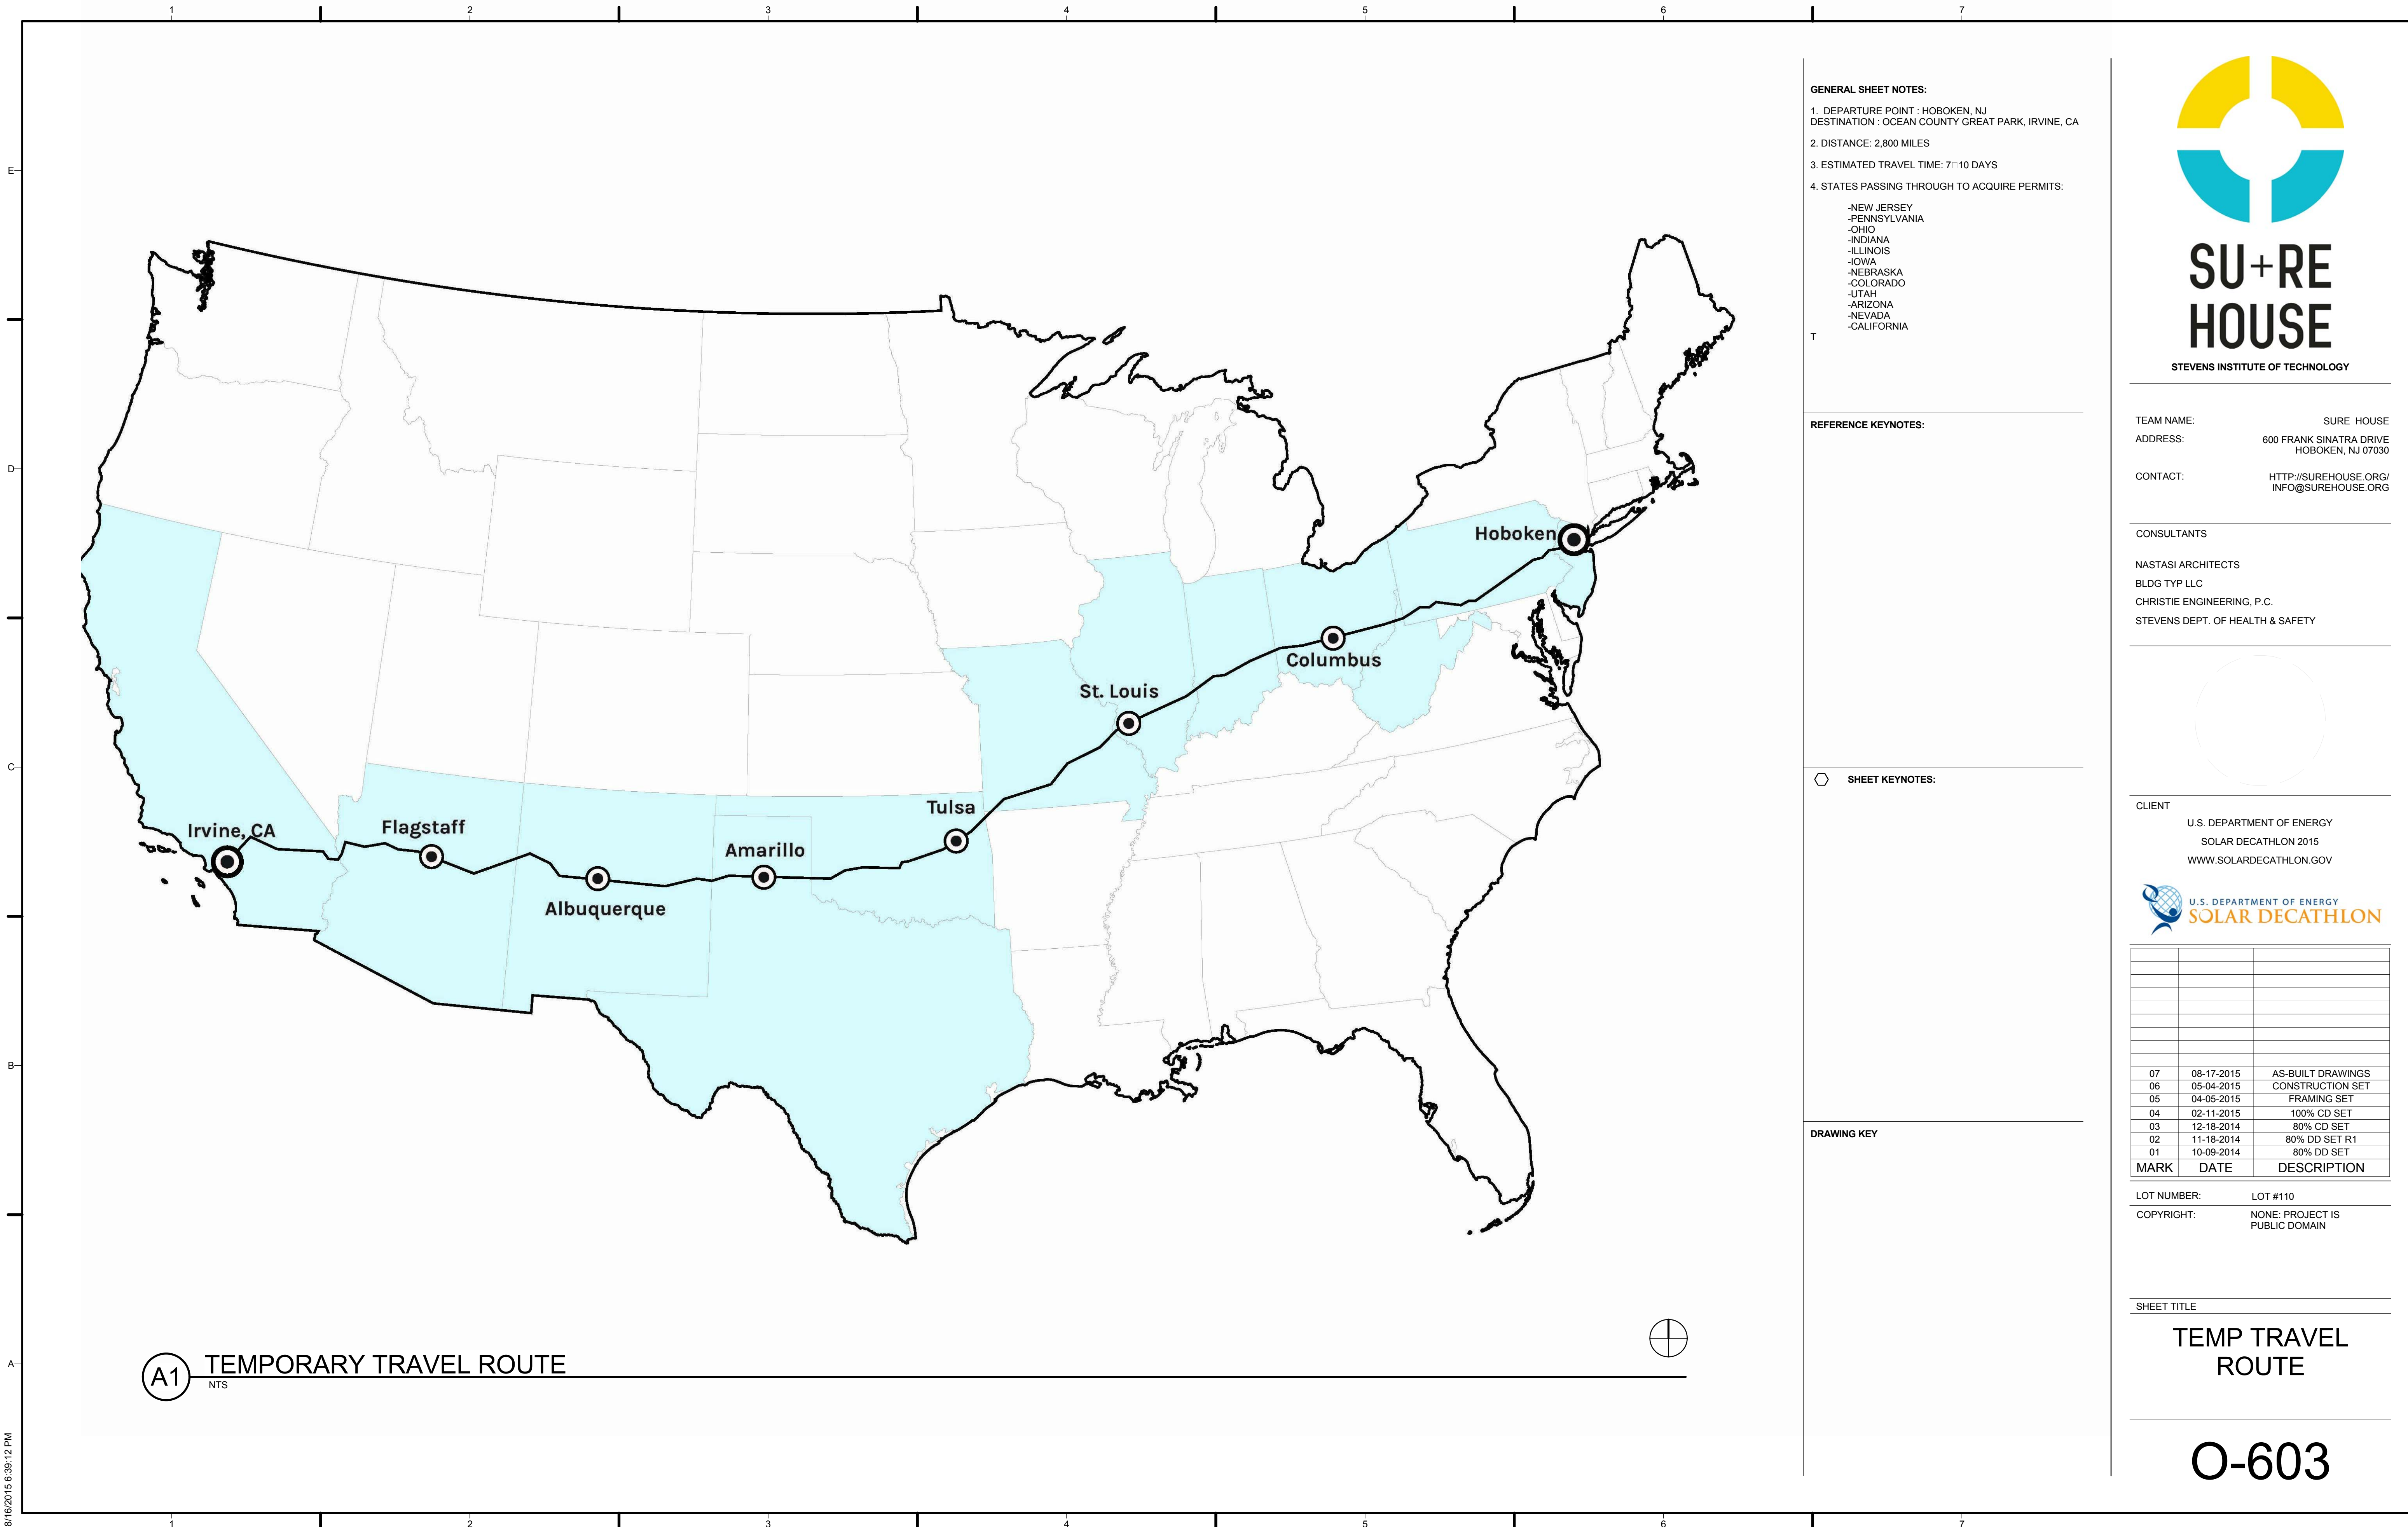 1 2 3 4 5 6 7
E
D
C
B
A
Hoboken
Columbus
St. Louis
Tulsa
Amarillo
Albuquerque
Flagstaff
Irvine, CA
A1
TEMPORARY TRAVEL ROUTE
NTS
8/16/2015 6:39:12 PM
GENERAL SHEET NOTES:
1. DEPARTURE POINT : HOBOKEN, NJ
DESTINATION : OCEAN COUNTY GREAT PARK, IRVINE, CA
2. DISTANCE: 2,800 MILES
3. ESTIMATED TRAVEL TIME: 7□10 DAYS
4. STATES PASSING THROUGH TO ACQUIRE PERMITS:
-NEW JERSEY
-PENNSYLVANIA
-OHIO
-INDIANA
-ILLINOIS
-IOWA
-NEBRASKA
-COLORADO
-UTAH
-ARIZONA
-NEVADA
-CALIFORNIA
T
REFERENCE KEYNOTES:
SHEET KEYNOTES:
DRAWING KEY
SU+RE
HOUSE
STEVENS INSTITUTE OF TECHNOLOGY
TEAM NAME: SURE HOUSE
ADDRESS: 600 FRANK SINATRA DRIVE
HOBOKEN, NJ 07030
CONTACT: HTTP://SUREHOUSE.ORG/
INFO@SUREHOUSE.ORG
CONSULTANTS
NASTASI ARCHITECTS
BLDG TYP LLC
CHRISTIE ENGINEERING, P.C.
STEVENS DEPT. OF HEALTH & SAFETY
CLIENT
U.S. DEPARTMENT OF ENERGY
SOLAR DECATHLON 2015
WWW.SOLARDECATHLON.GOV
U.S. DEPARTMENT OF ENERGY
SOLAR DECATHLON
07 08-17-2015 AS-BUILT DRAWINGS
06 05-04-2015 CONSTRUCTION SET
05 04-05-2015 FRAMING SET
04 02-11-2015 100% CD SET
03 12-18-2014 80% CD SET
02 11-18-2014 80% DD SET R1
01 10-09-2014 80% DD SET
MARK DATE DESCRIPTION
LOT NUMBER: LOT #110
COPYRIGHT: NONE: PROJECT IS
PUBLIC DOMAIN
SHEET TITLE
TEMP TRAVEL
ROUTE
O-603
1 2 3 4 5 6 7